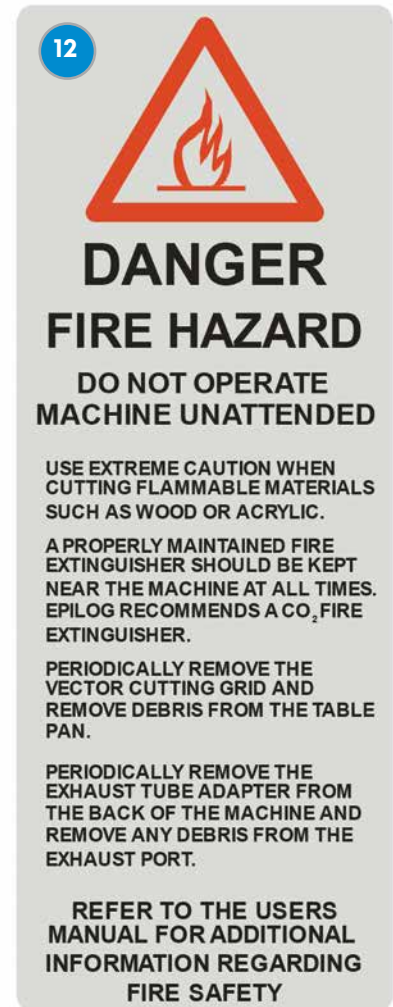 12
DANGER
FIRE HAZARD
DO NOT OPERATE
MACHINE UNATTENDED
USE EXTREME CAUTION WHEN
CUTTING FLAMMABLE MATERIALS
SUCH AS WOOD OR ACRYLIC.
A PROPERLY MAINTAINED FIRE
EXTINGUISHER SHOULD BE KEPT
NEAR THE MACHINE AT ALL TIMES.
EPILOG RECOMMENDS A CO₂ FIRE
EXTINGUISHER.
PERIODICALLY REMOVE THE
VECTOR CUTTING GRID AND
REMOVE DEBRIS FROM THE TABLE
PAN.
PERIODICALLY REMOVE THE
EXHAUST TUBE ADAPTER FROM
THE BACK OF THE MACHINE AND
REMOVE ANY DEBRIS FROM THE
EXHAUST PORT.
REFER TO THE USERS
MANUAL FOR ADDITIONAL
INFORMATION REGARDING
FIRE SAFETY